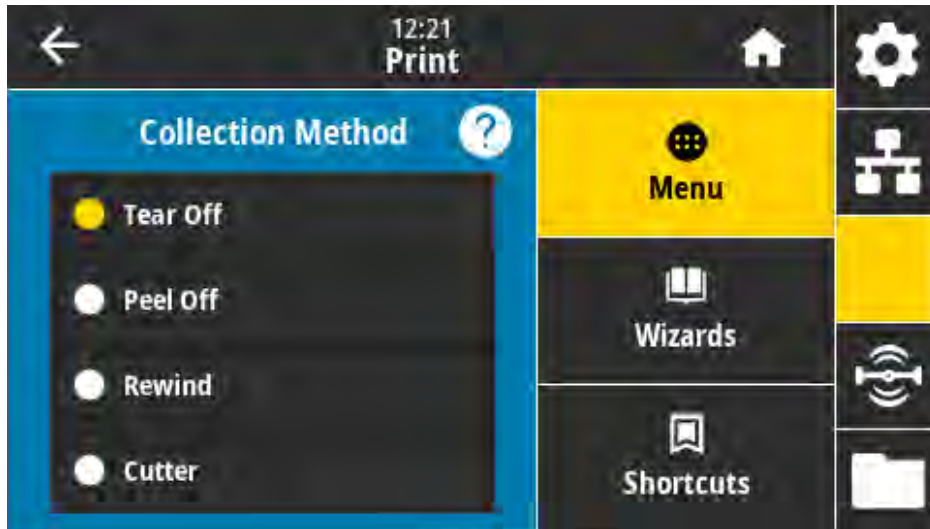 12:21
Print
Collection Method ?
Tear Off
Peel Off
Rewind
Cutter
Menu
Wizards
Shortcuts